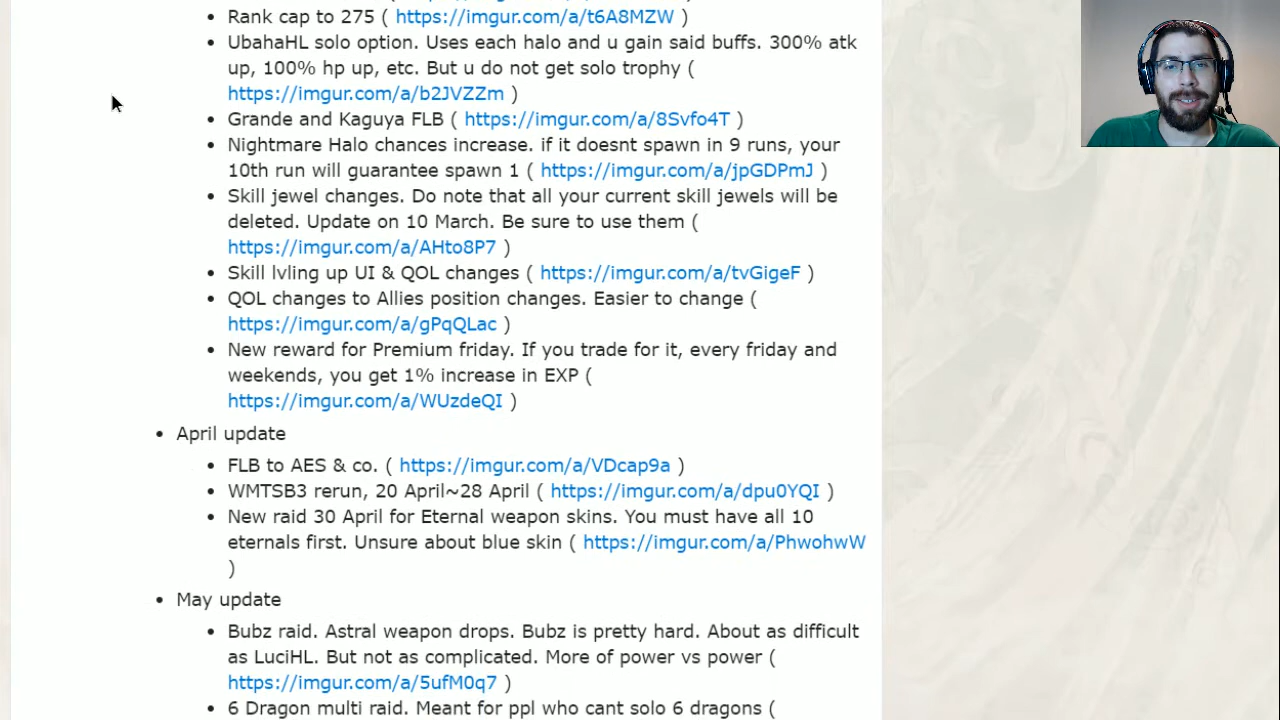 Rank cap to 275 ( https://imgur.com/a/t6A8MZW )
UbahaHL solo option. Uses each halo and u gain said buffs. 300% atk
up, 100% hp up, etc. But u do not get solo trophy (
https://imgur.com/a/b2JVZZm )
Grande and Kaguya FLB ( https://imgur.com/a/8Svfo4T )
Nightmare Halo chances increase. if it doesnt spawn in 9 runs, your
10th run will guarantee spawn 1 ( https://imgur.com/a/jpGDPmJ )
Skill jewel changes. Do note that all your current skill jewels will be
deleted. Update on 10 March. Be sure to use them (
https://imgur.com/a/AHto8P7 )
Skill lvling up UI & QOL changes ( https://imgur.com/a/tvGigeF )
QOL changes to Allies position changes. Easier to change (
https://imgur.com/a/gPqQLac )
New reward for Premium friday. If you trade for it, every friday and
weekends, you get 1% increase in EXP (
https://imgur.com/a/WUzdeQI )
April update
FLB to AES & co. ( https://imgur.com/a/VDcap9a )
WMTSB3 rerun, 20 April~28 April ( https://imgur.com/a/dpu0YQI )
New raid 30 April for Eternal weapon skins. You must have all 10
eternals first. Unsure about blue skin ( https://imgur.com/a/PhwohwW
)
May update
Bubz raid. Astral weapon drops. Bubz is pretty hard. About as difficult
as LuciHL. But not as complicated. More of power vs power (
https://imgur.com/a/5ufM0q7 )
6 Dragon multi raid. Meant for ppl who cant solo 6 dragons (